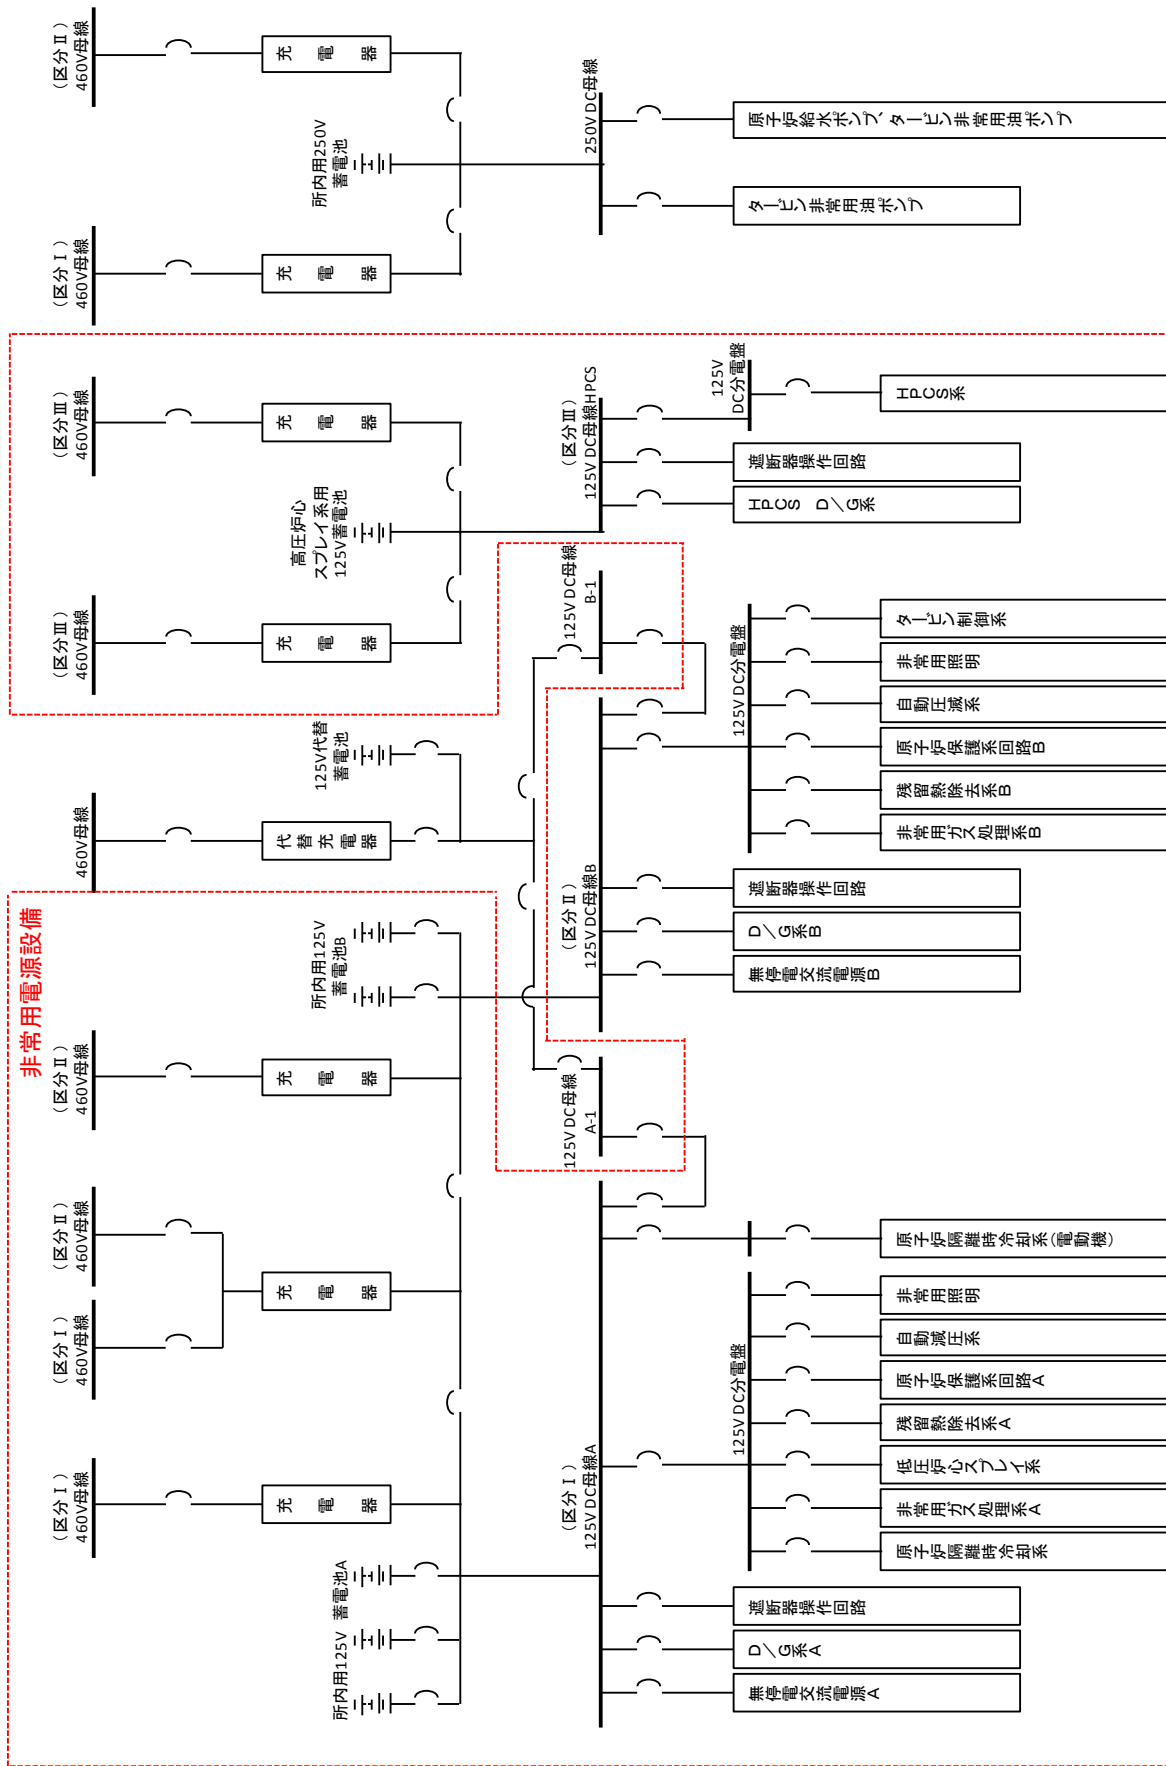 非常用電源設備
（区分Ⅰ）
460V母線
（区分Ⅰ）
460V母線
（区分Ⅱ）
460V母線
（区分Ⅱ）
460V母線
460V母線
（区分Ⅲ）
460V母線
（区分Ⅲ）
460V母線
（区分Ⅰ）
460V母線
（区分Ⅱ）
460V母線
充電器
充電器
充電器
代替充電器
充電器
充電器
充電器
充電器
所内用125V 蓄電池A
所内用125V
蓄電池B
125V代替
蓄電池
高圧炉心
スプレイ系用
125V蓄電池
所内用250V
蓄電池
（区分Ⅰ）
125V DC母線A
125V DC母線
A-1
（区分Ⅱ）
125V DC母線B
125V DC母線
B-1
（区分Ⅲ）
125V DC母線HPCS
250V DC母線
無停電交流電源A
D／G系A
遮断器操作回路
125V DC分電盤
原子炉隔離時冷却系
非常用ガス処理系A
低圧炉心スプレイ系
残留熱除去系A
原子炉保護系回路A
自動減圧系
非常用照明
原子炉隔離時冷却系(電動機)
無停電交流電源B
D／G系B
遮断器操作回路
125V DC分電盤
非常用ガス処理系B
残留熱除去系B
原子炉保護系回路B
自動圧減系
非常用照明
タービン制御系
HPCS D／G系
遮断器操作回路
125V
DC分電盤
HPCS系
タービン非常用油ポンプ
原子炉給水ポンプ、タービン非常用油ポンプ